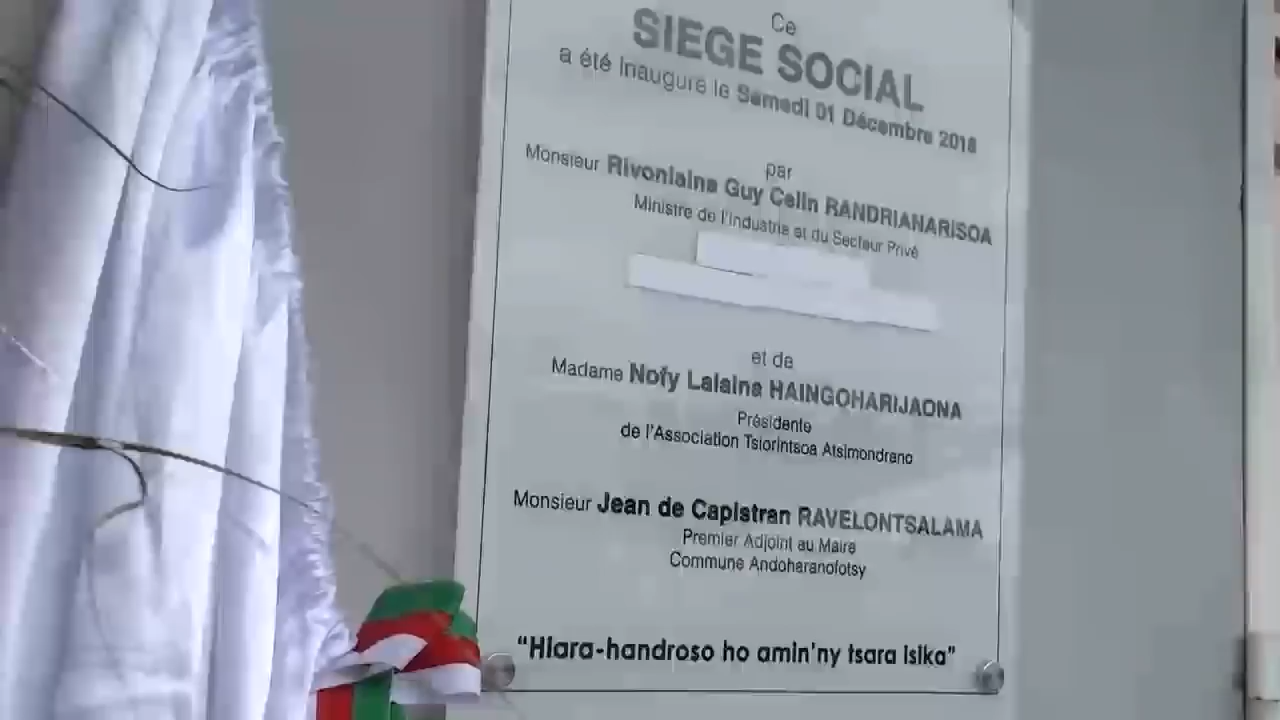 Ce
SIEGE SOCIAL
a été inauguré le Samedi 01 Décembre 2018
par
Monsieur Rivoniaina Guy Celin RANDRIANARISOA
Ministre de l'Industrie et du Secteur Privé
et de
Madame Nofy Lalaina HAINGOHARIJAONA
Présidente
de l'Association Tsiorintsoa Atsimondrano
Monsieur Jean de Capistran RAVELONTSALAMA
Premier Adjoint au Maire
Commune Andoharanofotsy
"Hiara-handroso ho amin'ny tsara isika"